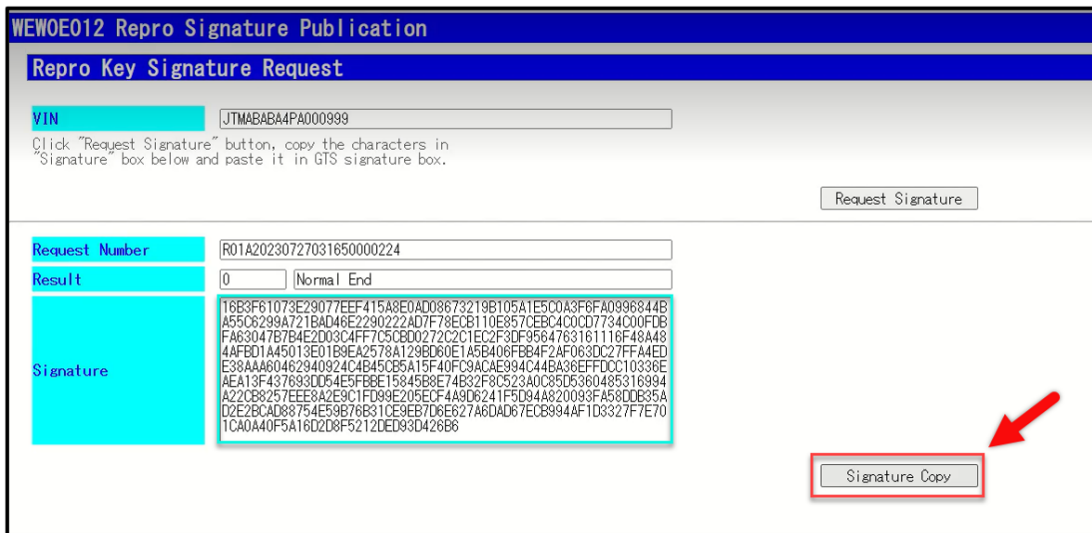 WEWOE012 Repro Signature Publication
Repro Key Signature Request
VIN JTMABABA4PA000999
Click "Request Signature" button, copy the characters in
"Signature" box below and paste it in GTS signature box.
Request Signature
Request Number R01A20230727031650000224
Result 0 Normal End
Signature
16B3F61073E29077EEF415A8E0AD08673219B105A1E5C0A3F6FA0996844B
A55C6299A721BAD46E2290222AD7F78ECB110E857CEBC4C0CD7734C00FDB
FA63047B7B4E2D03C4FF7C5CBD0272C2C1EC2F3DF9564763161116F48A48
4AFBD1A45013E01B9EA2578A129BD60E1A5B406FBB4F2AF063DC27FFA4ED
E38AAA60462940924C4B45CB5A15F40FC9ACAE994C44BA36EFFDCC10336E
AEA13F437693DD54E5FBBE15845B8E74B32F8C523A0C85D5360485316994
A22CB8257EEE8A2E9C1FD99E205ECF4A9D6241F5D94A820093FA58DDB35A
D2E2BCAD88754E59B76B31CE9EB7D6E627A6DAD67ECB994AF1D3327F7E70
1CA0A40F5A16D2D8F5212DED93D426B6
Signature Copy